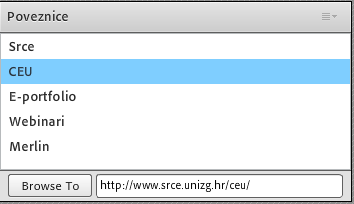 Poveznice
Srce
CEU
E-portfolio
Webinari
Merlin
Browse To http://www.srce.unizg.hr/ceu/